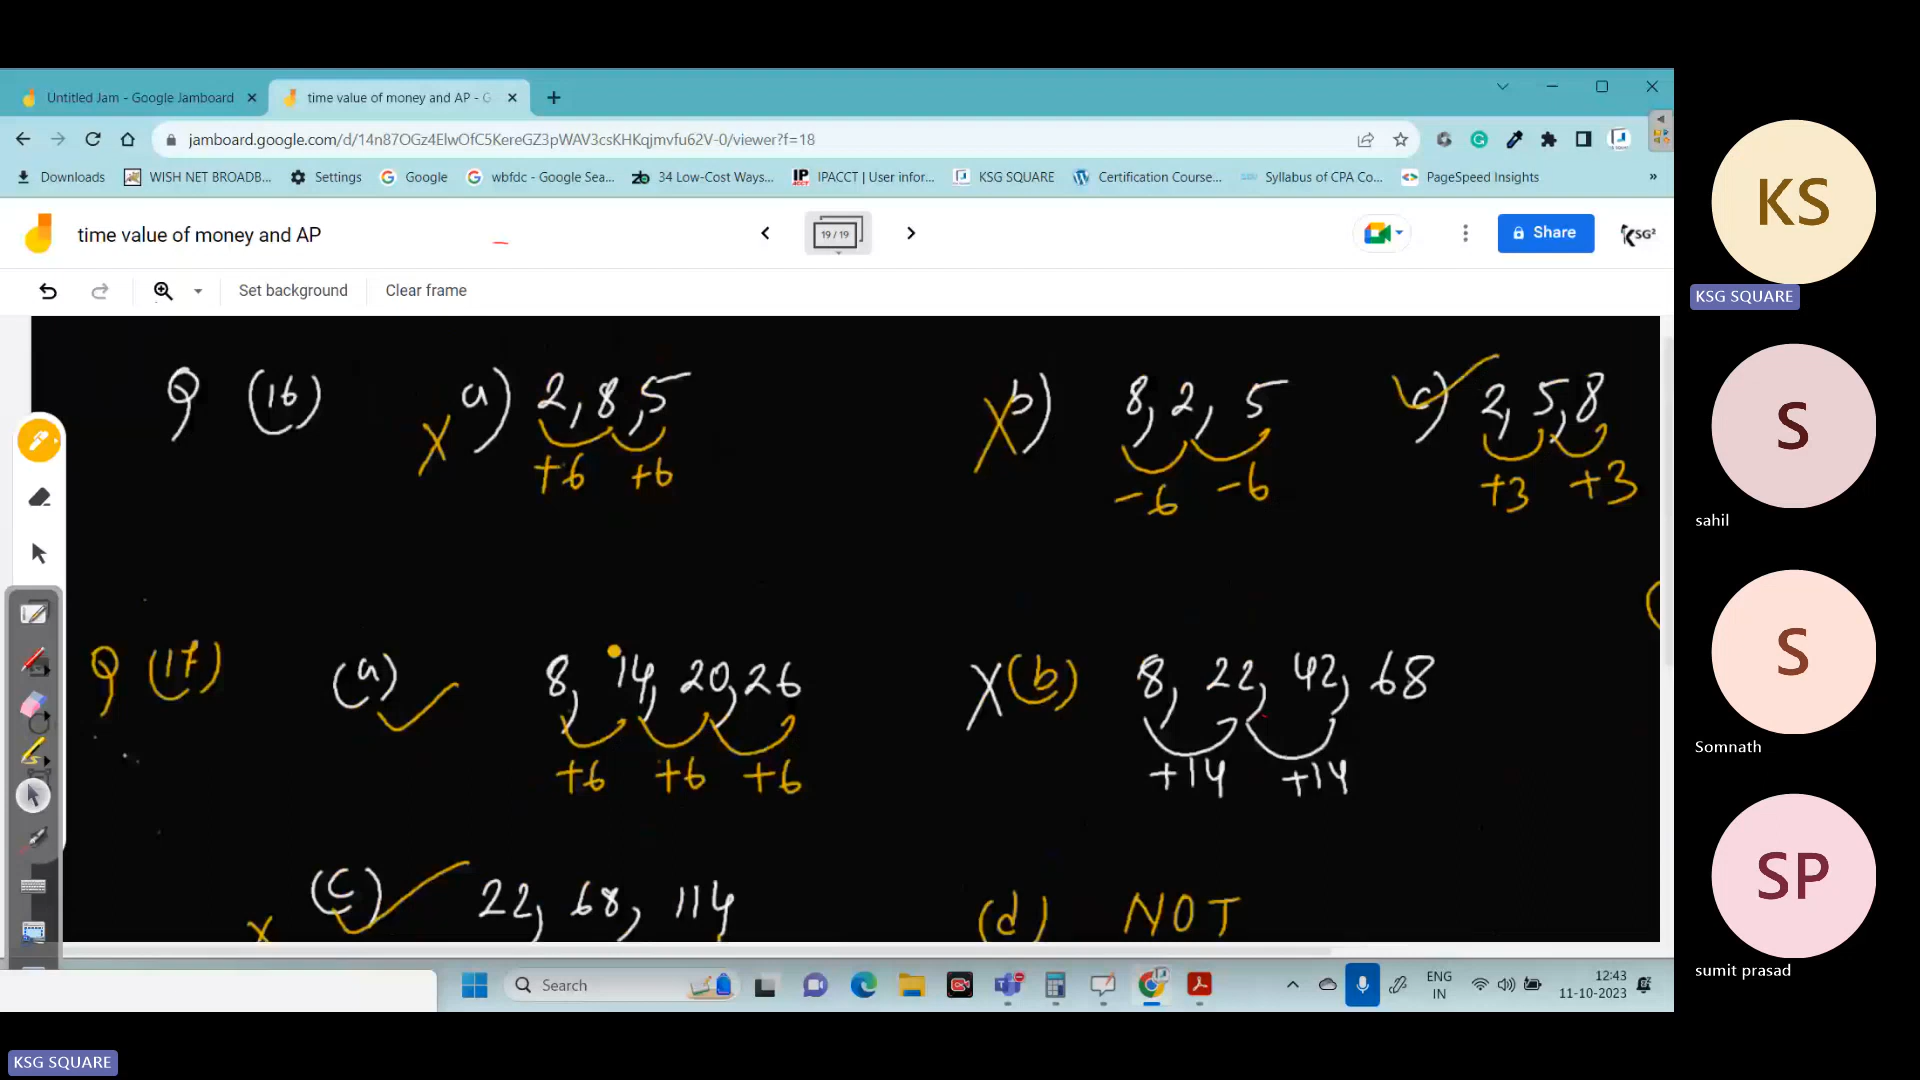 Untitled Jam - Google Jamboard
time value of money and AP - G
jamboard.google.com/d/14n87OGz4ElwOfC5KereGZ3pWAV3csKHKqjmvfu62V-0/viewer?f=18
Downloads WISH NET BROADB... Settings Google wbfdc - Google Sea... 34 Low-Cost Ways... IPACCT | User infor... KSG SQUARE Certification Course... Syllabus of CPA Co... PageSpeed Insights »
time value of money and AP
19 / 19
Share
KSG²
Set background Clear frame
Q (16) X a) 2, 8, 5 X b) 8, 2, 5 c) 2, 5, 8
+6 +6 -6 -6 +3 +3
Q (17) (a) 8, 14, 20, 26 X (b) 8, 22, 42, 68
+6 +6 +6 +14 +14
X (c) 22, 68, 114 (d) NOT
Search
ENG
IN
12:43
11-10-2023
KS
KSG SQUARE
S
sahil
S
Somnath
SP
sumit prasad
KSG SQUARE